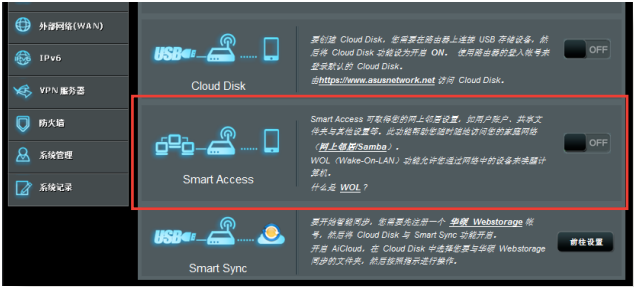 外部网络(WAN)
IPv6
VPN 服务器
防火墙
系统管理
系统记录
USB
Cloud Disk
要创建 Cloud Disk，您需要在路由器上连接 USB 存储设备，然
后将 Cloud Disk 功能设为开启 ON。 使用路由器的登入帐号来
登录默认的 Cloud Disk。
由https://www.asusnetwork.net 访问 Cloud Disk。
OFF
Smart Access
Smart Access 可取得您的网上邻居设置，如用户账户、共享文
件夹与其他设置等。此功能帮助您随时随地访问您的家庭网络
（网上邻居/Samba）。
WOL（Wake-On-LAN）功能允许您通过网络中的设备来唤醒计
算机。
什么是 WOL？
OFF
USB
Smart Sync
要开始智能同步，您需要先注册一个 华硕 Webstorage 帐
号，然后将 Cloud Disk 与 Smart Sync 功能开启。
开启 AiCloud，在 Cloud Disk 中选择您要与华硕 Webstorage
同步的文件夹，然后按照指示进行操作。
前往设置